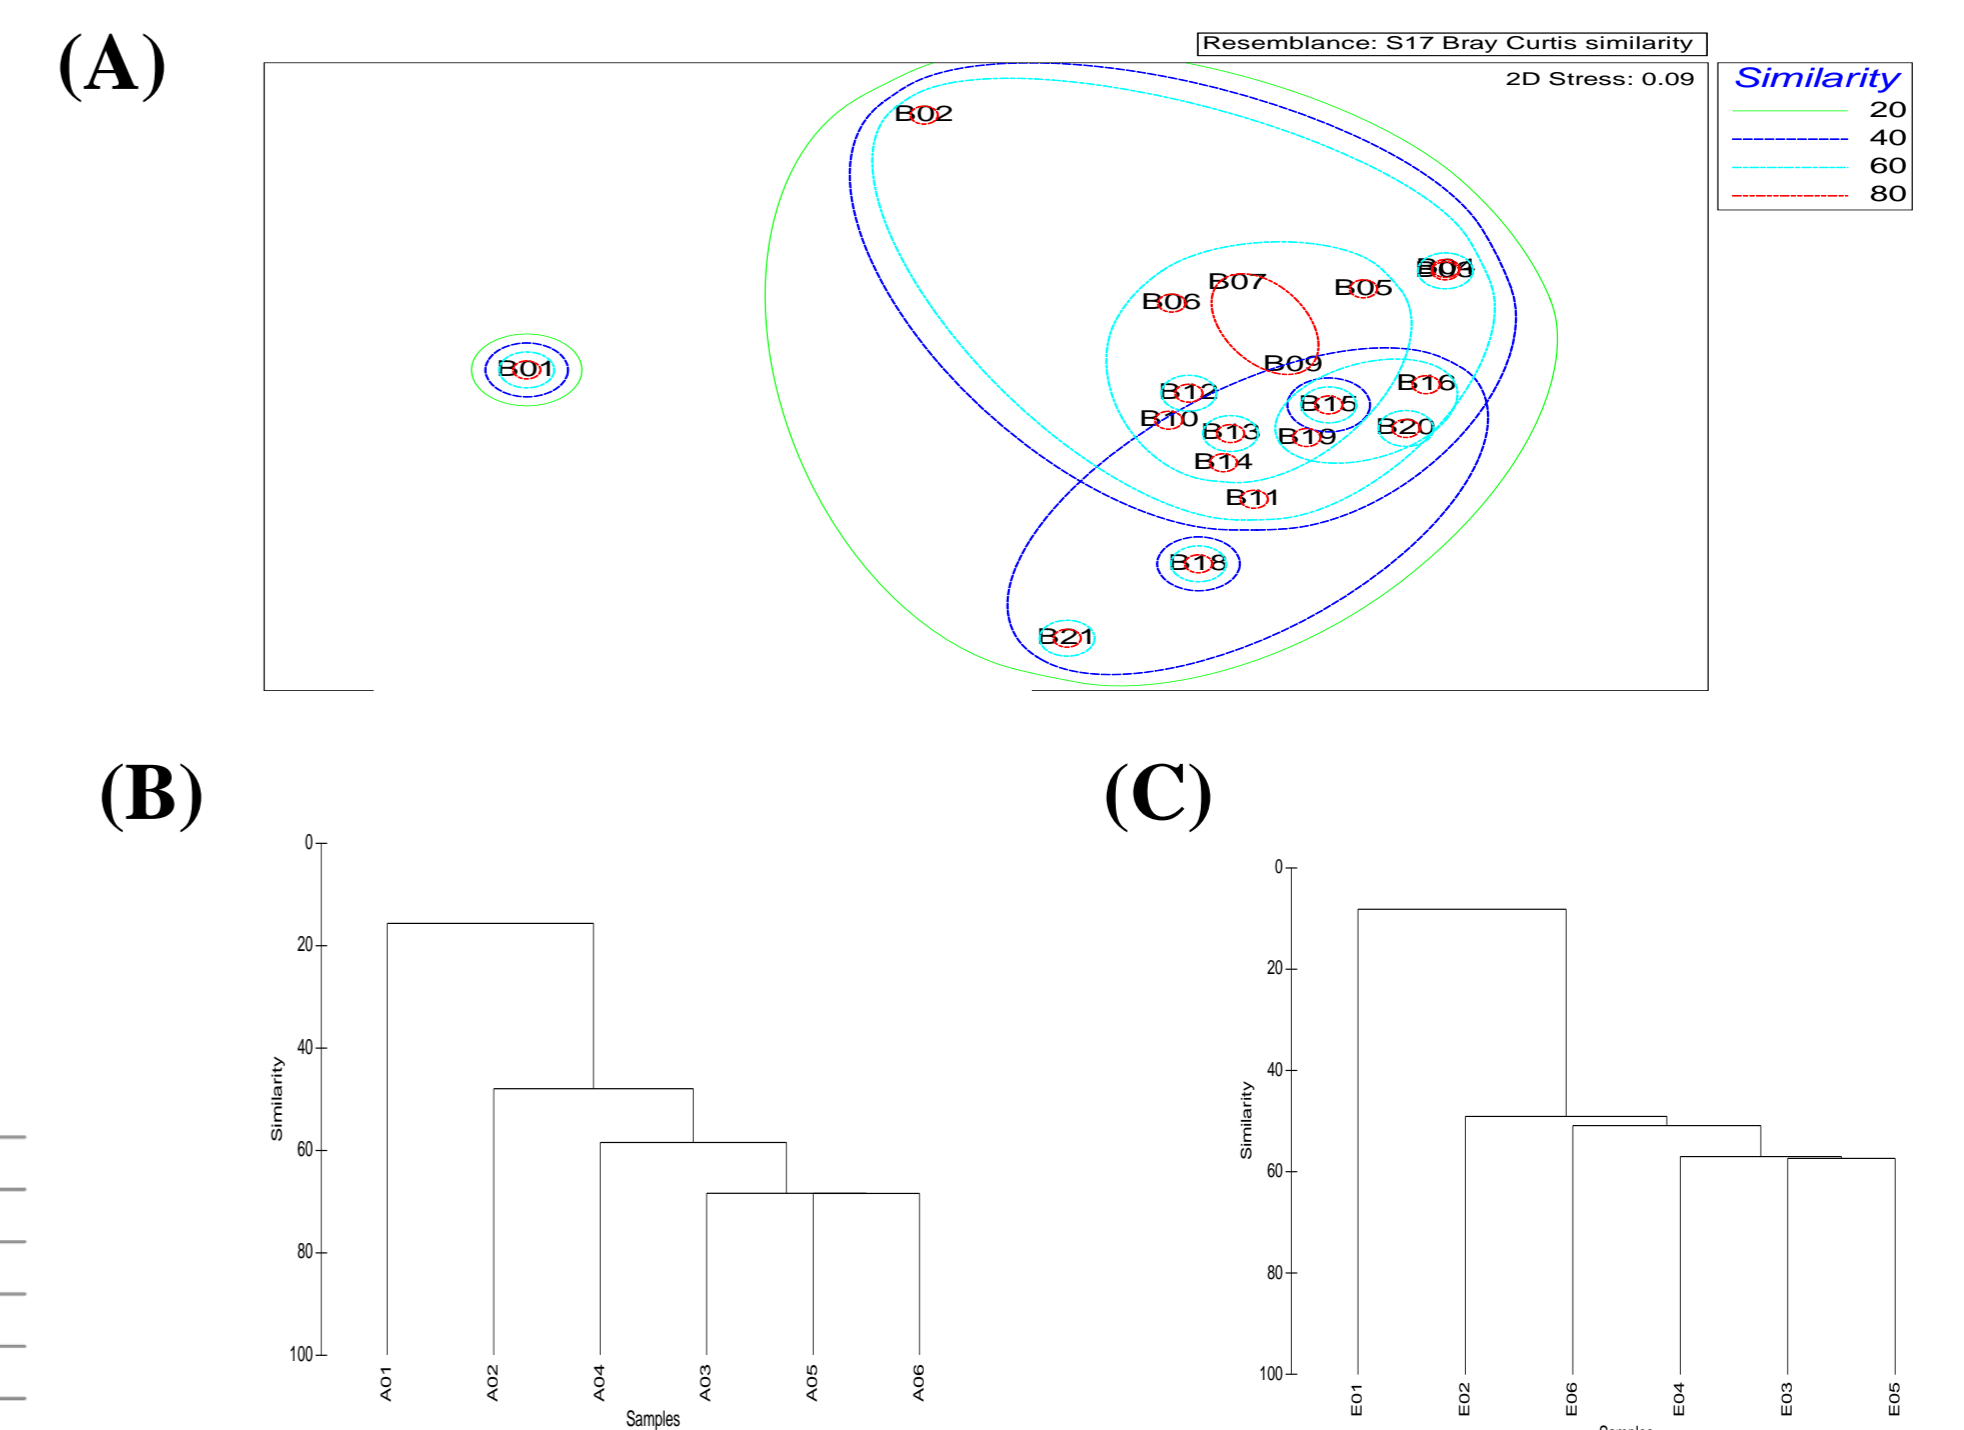 (A)
Resemblance: S17 Bray Curtis similarity
2D Stress: 0.09
Similarity
20
40
60
80
B02
B07
B05
B06
B09
B01
B12
B16
B15
B10
B13
B19
B20
B14
B11
B18
B21
(B)
(C)
0
20
40
60
80
100
Similarity
A01
A02
A04
A03
A05
A06
Samples
0
20
40
60
80
100
Similarity
E01
E02
E06
E04
E03
E05